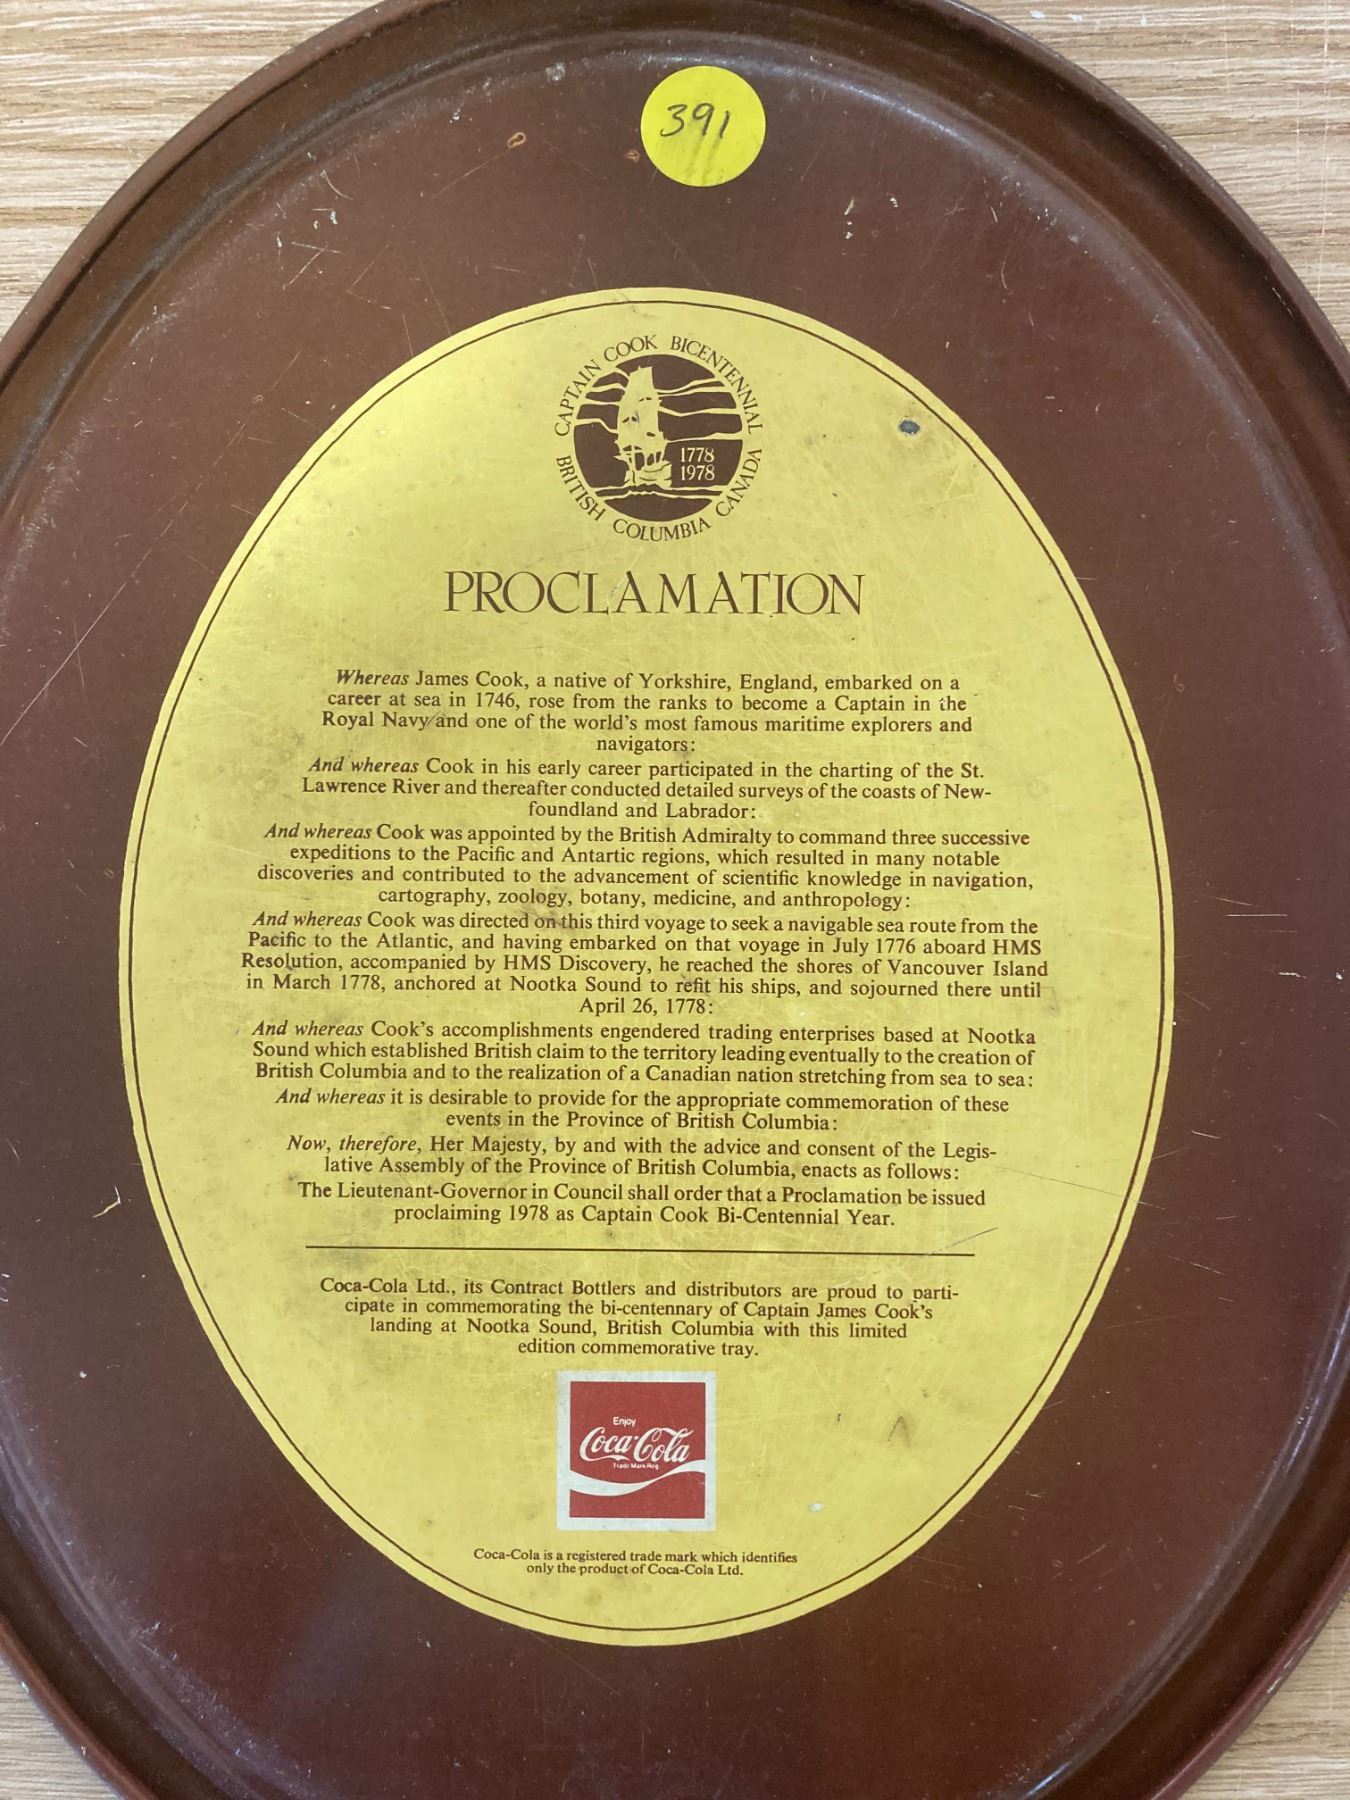 391
CAPTAIN COOK BICENTENNIAL
BRITISH COLUMBIA CANADA
1778
1978
PROCLAMATION
Whereas James Cook, a native of Yorkshire, England, embarked on a
career at sea in 1746, rose from the ranks to become a Captain in the
Royal Navy and one of the world's most famous maritime explorers and
navigators:
And whereas Cook in his early career participated in the charting of the St.
Lawrence River and thereafter conducted detailed surveys of the coasts of New-
foundland and Labrador:
And whereas Cook was appointed by the British Admiralty to command three successive
expeditions to the Pacific and Antartic regions, which resulted in many notable
discoveries and contributed to the advancement of scientific knowledge in navigation,
cartography, zoology, botany, medicine, and anthropology:
And whereas Cook was directed on this third voyage to seek a navigable sea route from the
Pacific to the Atlantic, and having embarked on that voyage in July 1776 aboard HMS
Resolution, accompanied by HMS Discovery, he reached the shores of Vancouver Island
in March 1778, anchored at Nootka Sound to refit his ships, and sojourned there until
April 26, 1778:
And whereas Cook's accomplishments engendered trading enterprises based at Nootka
Sound which established British claim to the territory leading eventually to the creation of
British Columbia and to the realization of a Canadian nation stretching from sea to sea:
And whereas it is desirable to provide for the appropriate commemoration of these
events in the Province of British Columbia:
Now, therefore, Her Majesty, by and with the advice and consent of the Legis-
lative Assembly of the Province of British Columbia, enacts as follows:
The Lieutenant-Governor in Council shall order that a Proclamation be issued
proclaiming 1978 as Captain Cook Bi-Centennial Year.
Coca-Cola Ltd., its Contract Bottlers and distributors are proud to parti-
cipate in commemorating the bi-centennary of Captain James Cook's
landing at Nootka Sound, British Columbia with this limited
edition commemorative tray.
Enjoy
Coca-Cola
Trade Mark Reg.
Coca-Cola is a registered trade mark which identifies
only the product of Coca-Cola Ltd.